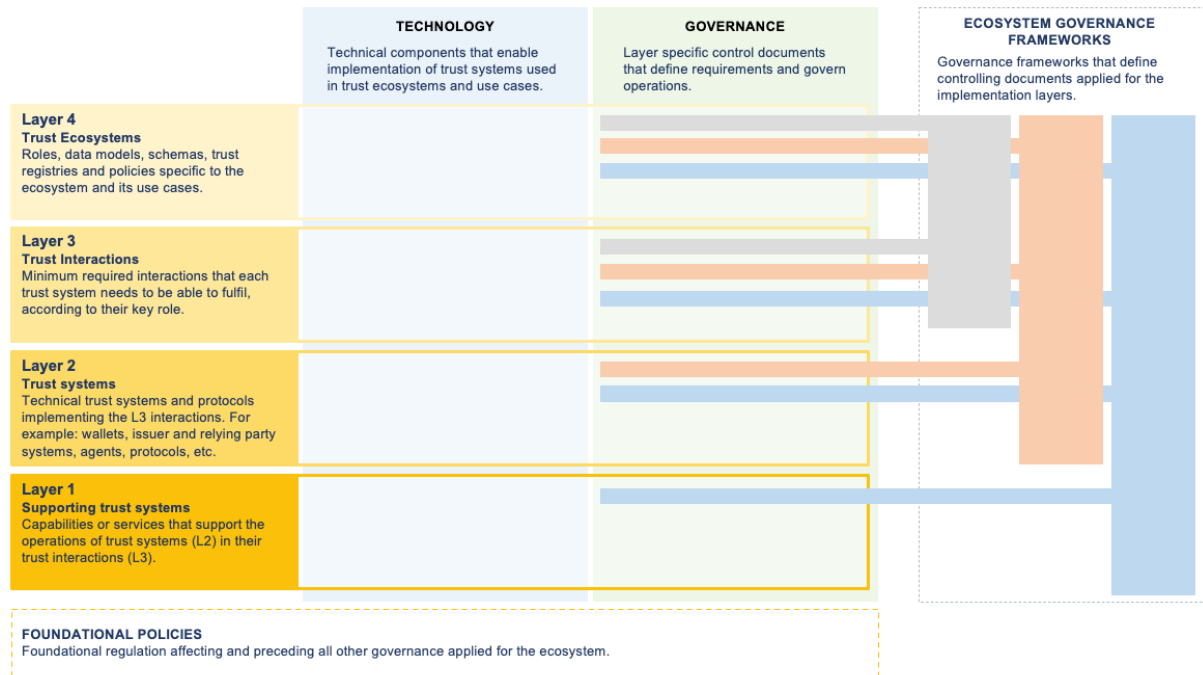 TECHNOLOGY
Technical components that enable
implementation of trust systems used
in trust ecosystems and use cases.
GOVERNANCE
Layer specific control documents
that define requirements and govern
operations.
ECOSYSTEM GOVERNANCE
FRAMEWORKS
Governance frameworks that define
controlling documents applied for the
implementation layers.
Layer 4
Trust Ecosystems
Roles, data models, schemas, trust
registries and policies specific to the
ecosystem and its use cases.
Layer 3
Trust Interactions
Minimum required interactions that each
trust system needs to be able to fulfil,
according to their key role.
Layer 2
Trust systems
Technical trust systems and protocols
implementing the L3 interactions. For
example: wallets, issuer and relying party
systems, agents, protocols, etc.
Layer 1
Supporting trust systems
Capabilities or services that support the
operations of trust systems (L2) in their
trust interactions (L3).
FOUNDATIONAL POLICIES
Foundational regulation affecting and preceding all other governance applied for the ecosystem.